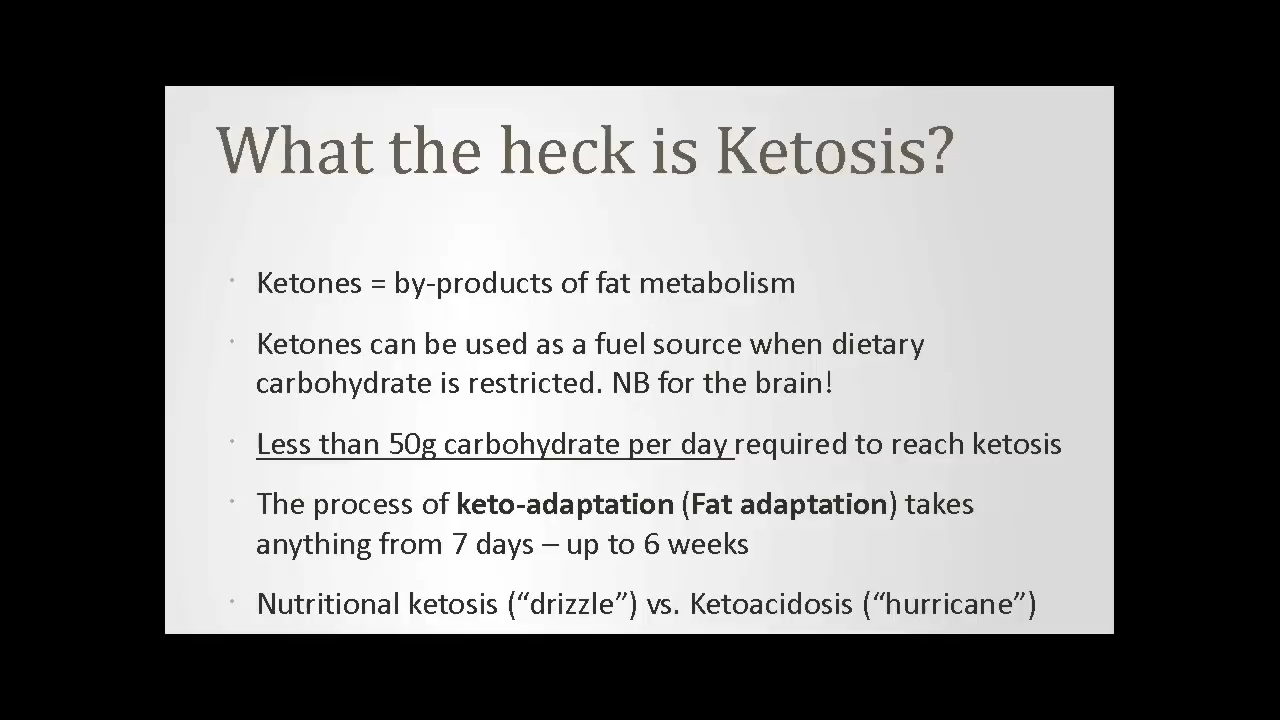 What the heck is Ketosis?
· Ketones = by-products of fat metabolism
· Ketones can be used as a fuel source when dietary
carbohydrate is restricted. NB for the brain!
· Less than 50g carbohydrate per day required to reach ketosis
· The process of keto-adaptation (Fat adaptation) takes
anything from 7 days – up to 6 weeks
· Nutritional ketosis (“drizzle”) vs. Ketoacidosis (“hurricane”)